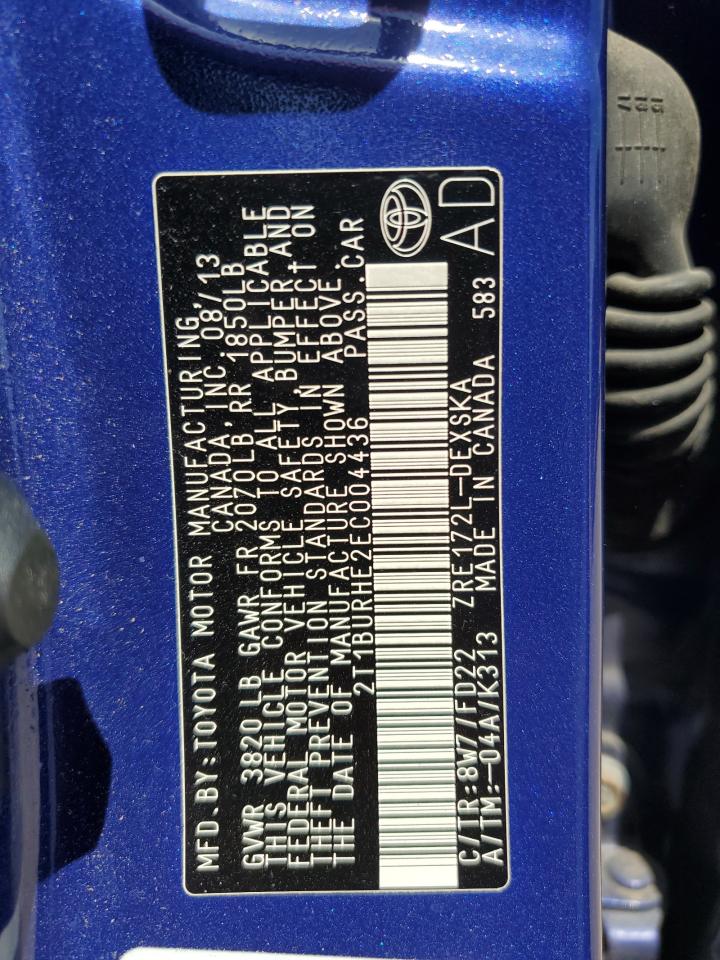 MFD.BY:TOYOTA MOTOR MANUFACTURING,
CANADA,INC.08/13
GVWR 3820 LB GAWR FR 2070LB,RR 1850LB
THIS VEHICLE CONFORMS TO ALL APPLICABLE
FEDERAL MOTOR VEHICLE SAFETY,BUMPER,AND
THEFT PREVENTION STANDARDS IN EFFECT ON
THE DATE OF MANUFACTURE SHOWN ABOVE.
2T1BURHE2EC004436 PASS.CAR
C/TR:8W7/FD22 ZRE172L-DEXSKA
A/TM:-04A/K313 MADE IN CANADA 583
AD